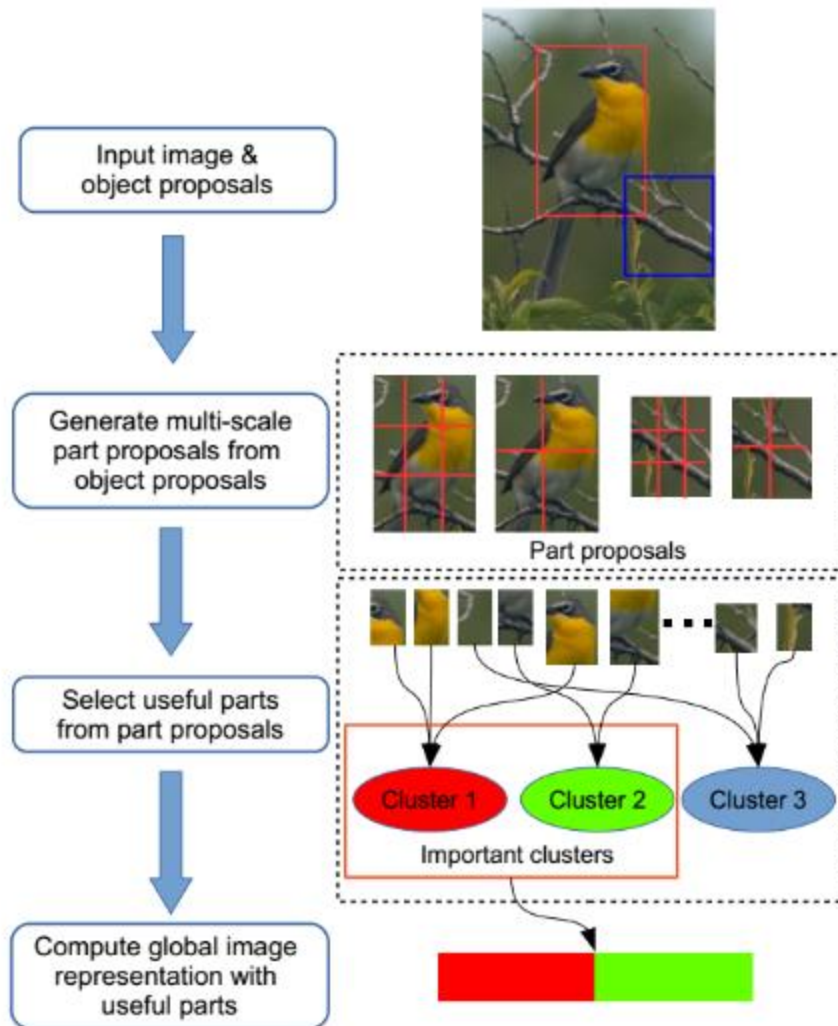 Input image &
object proposals
Generate multi-scale
part proposals from
object proposals
Part proposals
Select useful parts
from part proposals
Cluster 1
Cluster 2
Cluster 3
Important clusters
Compute global image
representation with
useful parts